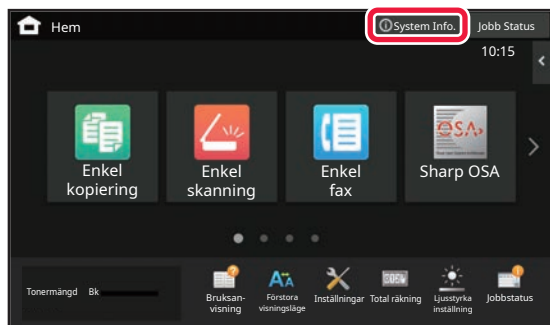 Hem
System Info.
Jobb Status
10:15
Enkel
kopiering
Enkel
skanning
Enkel
fax
OSA
Sharp OSA
Tonermängd Bk
Bruksan-
visning
Förstora
visningsläge
Inställningar
Total räkning
Ljusstyrka
inställning
Jobbstatus